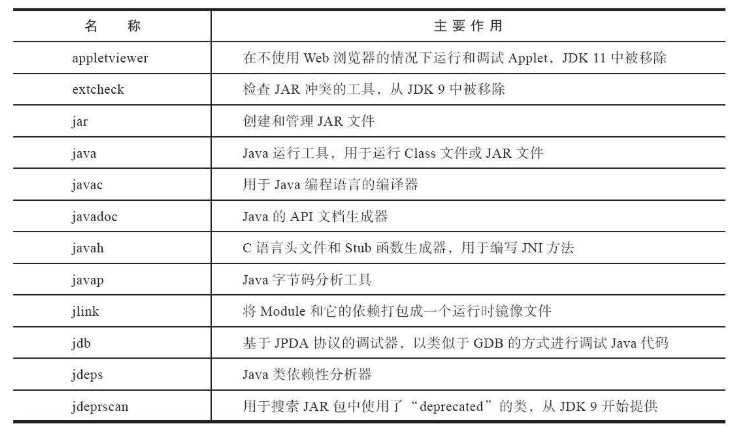 名 称 主要作用
appletviewer 在不使用 Web 浏览器的情况下运行和调试 Applet，JDK 11 中被移除
extcheck 检查 JAR 冲突的工具，从 JDK 9 中被移除
jar 创建和管理 JAR 文件
java Java 运行工具，用于运行 Class 文件或 JAR 文件
javac 用于 Java 编程语言的编译器
javadoc Java 的 API 文档生成器
javah C 语言头文件和 Stub 函数生成器，用于编写 JNI 方法
javap Java 字节码分析工具
jlink 将 Module 和它的依赖打包成一个运行时镜像文件
jdb 基于 JPDA 协议的调试器，以类似于 GDB 的方式进行调试 Java 代码
jdeps Java 类依赖性分析器
jdeprscan 用于搜索 JAR 包中使用了“deprecated”的类，从 JDK 9 开始提供